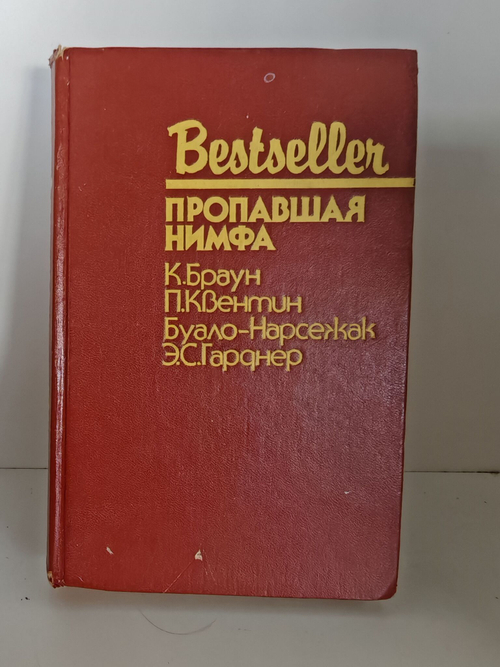 Bestseller
ПРОПАВШАЯ
НИМФА
К.Браун
П.Квентин
Буало-Нарсежак
Э.С.Гарднер